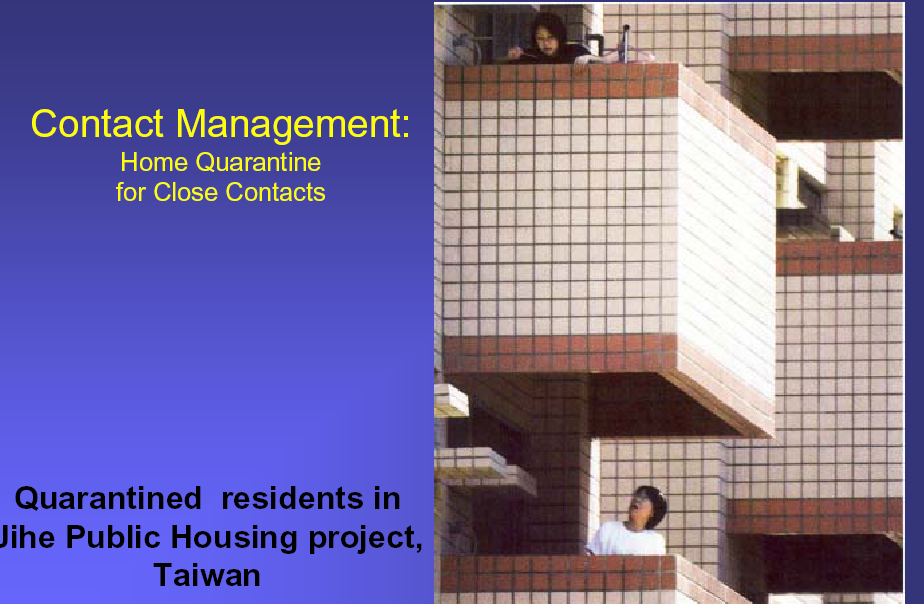 Contact Management:
Home Quarantine
for Close Contacts
Quarantined  residents in
Jihe Public Housing project,
Taiwan